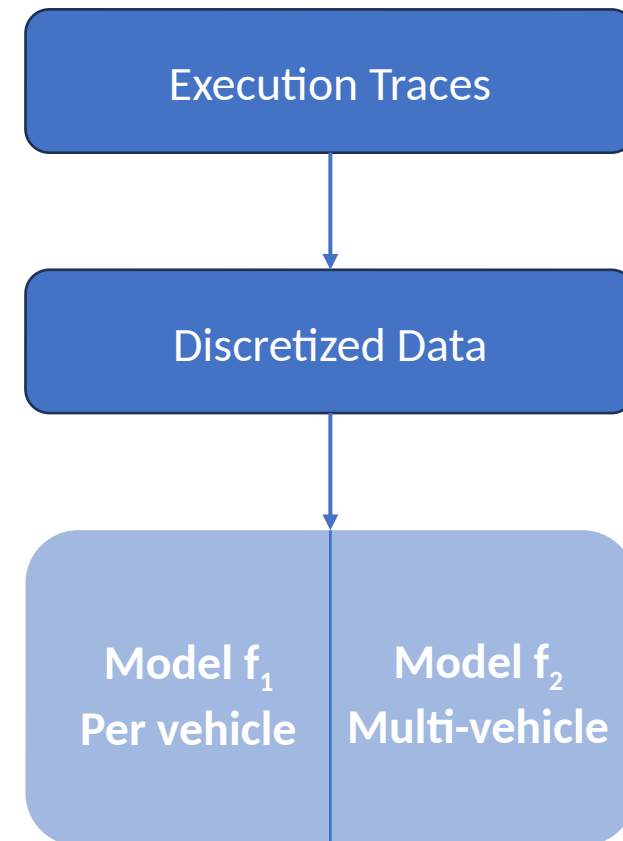 Execution Traces
Discretized Data
Model f₁
Per vehicle
Model f₂
Multi-vehicle